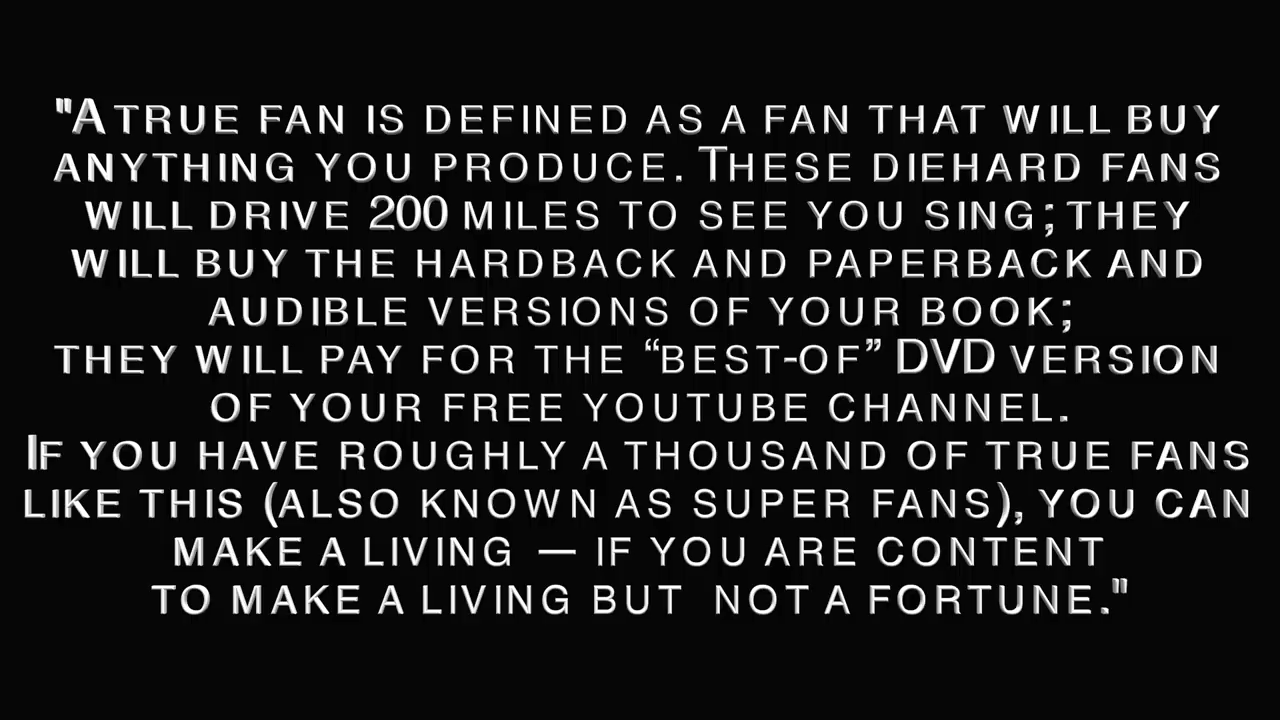 "A TRUE FAN IS DEFINED AS A FAN THAT WILL BUY
ANYTHING YOU PRODUCE. THESE DIEHARD FANS
WILL DRIVE 200 MILES TO SEE YOU SING; THEY
WILL BUY THE HARDBACK AND PAPERBACK AND
AUDIBLE VERSIONS OF YOUR BOOK;
THEY WILL PAY FOR THE “BEST-OF” DVD VERSION
OF YOUR FREE YOUTUBE CHANNEL.
IF YOU HAVE ROUGHLY A THOUSAND OF TRUE FANS
LIKE THIS (ALSO KNOWN AS SUPER FANS), YOU CAN
MAKE A LIVING — IF YOU ARE CONTENT
TO MAKE A LIVING BUT NOT A FORTUNE."